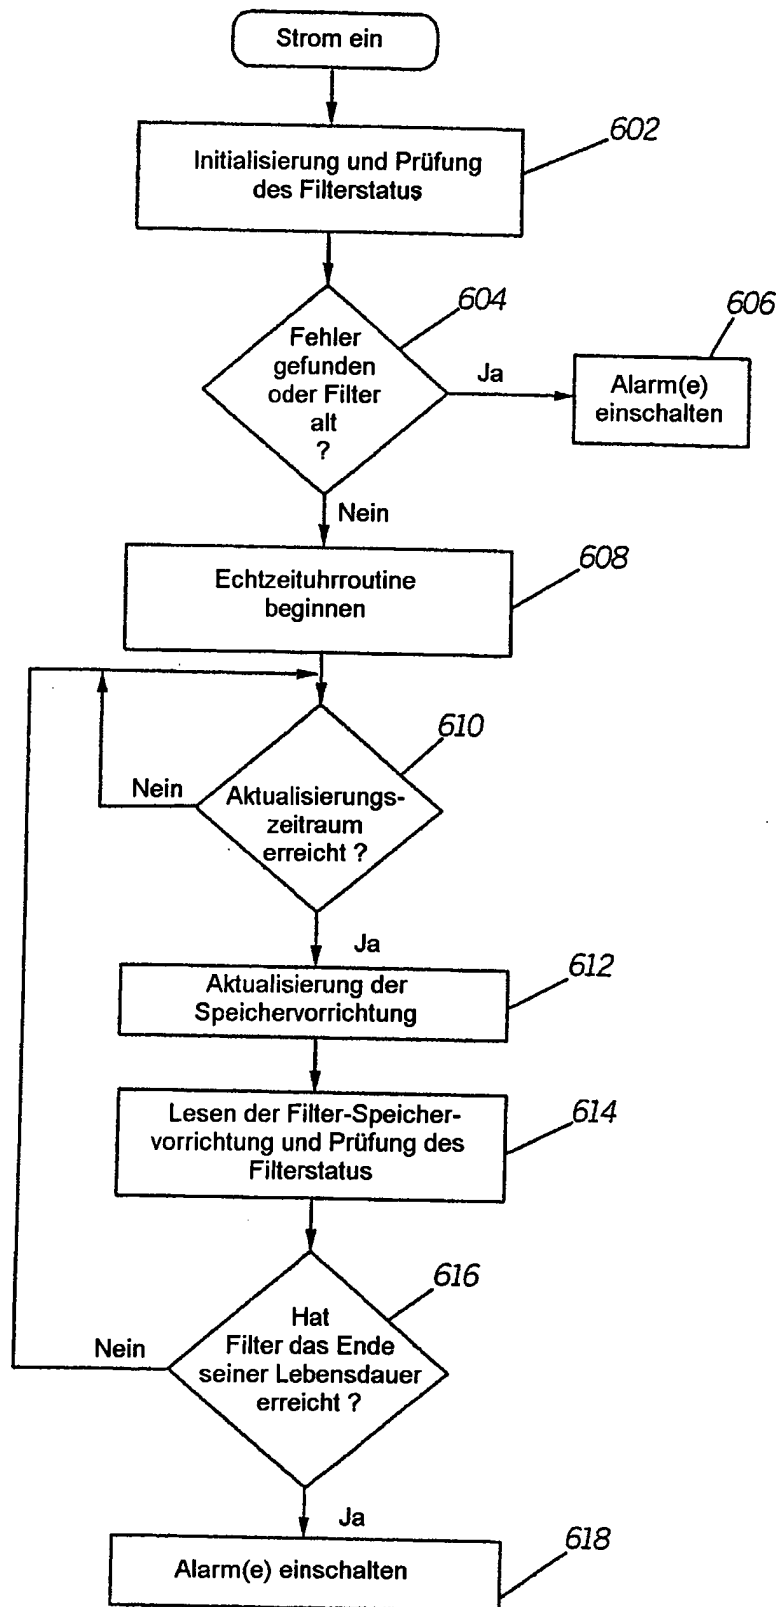 Strom ein
602
Initialisierung und Prüfung
des Filterstatus
604
Fehler
gefunden
oder Filter
alt
?
Ja
606
Alarm(e)
einschalten
Nein
608
Echtzeituhrroutine
beginnen
610
Nein
Aktualisierungs-
zeitraum
erreicht ?
Ja
612
Aktualisierung der
Speichervorrichtung
614
Lesen der Filter-Speicher-
vorrichtung und Prüfung des
Filterstatus
616
Nein
Hat
Filter das Ende
seiner Lebensdauer
erreicht ?
Ja
618
Alarm(e) einschalten